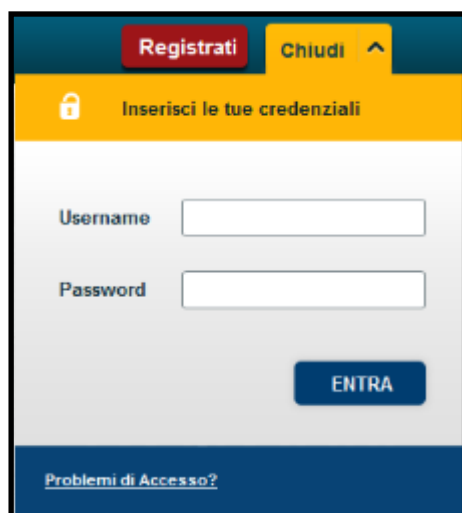 Registrati
Chiudi
Inserisci le tue credenziali
Username
Password
ENTRA
Problemi di Accesso?